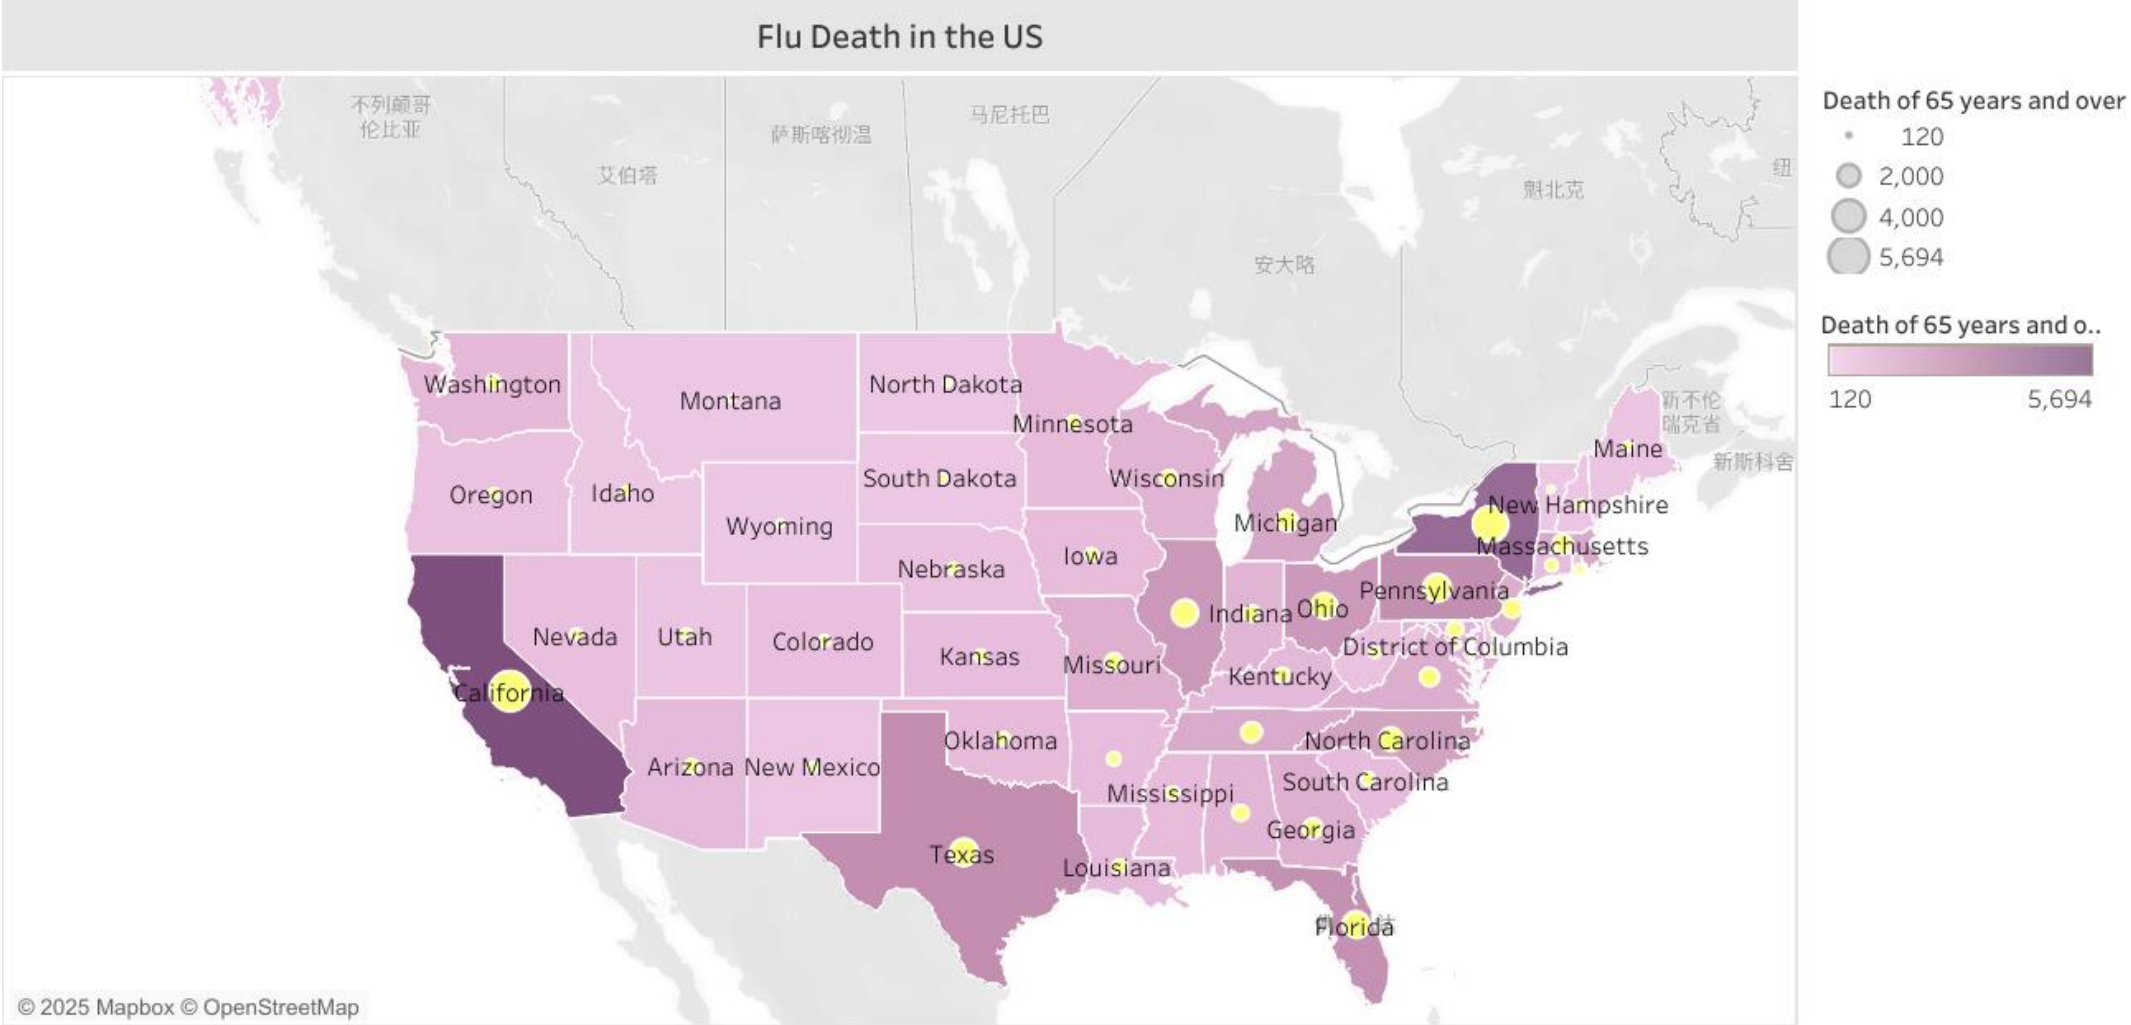 Flu Death in the US
Death of 65 years and over
120
2,000
4,000
5,694
Death of 65 years and o..
120
5,694
不列颠哥
伦比亚
艾伯塔
萨斯喀彻温
马尼托巴
安大略
魁北克
纽
新不伦
瑞克省
新斯科舍
Washington
Montana
North Dakota
Minnesota
Maine
Oregon
Idaho
South Dakota
Wisconsin
Michigan
New Hampshire
Wyoming
Massachusetts
Iowa
Nebraska
Pennsylvania
Nevada
Utah
Colorado
Kansas
Missouri
Indiana
Ohio
District of Columbia
Kentucky
California
Arizona
New Mexico
Oklahoma
North Carolina
South Carolina
Mississippi
Georgia
Texas
Louisiana
Florida
© 2025 Mapbox © OpenStreetMap